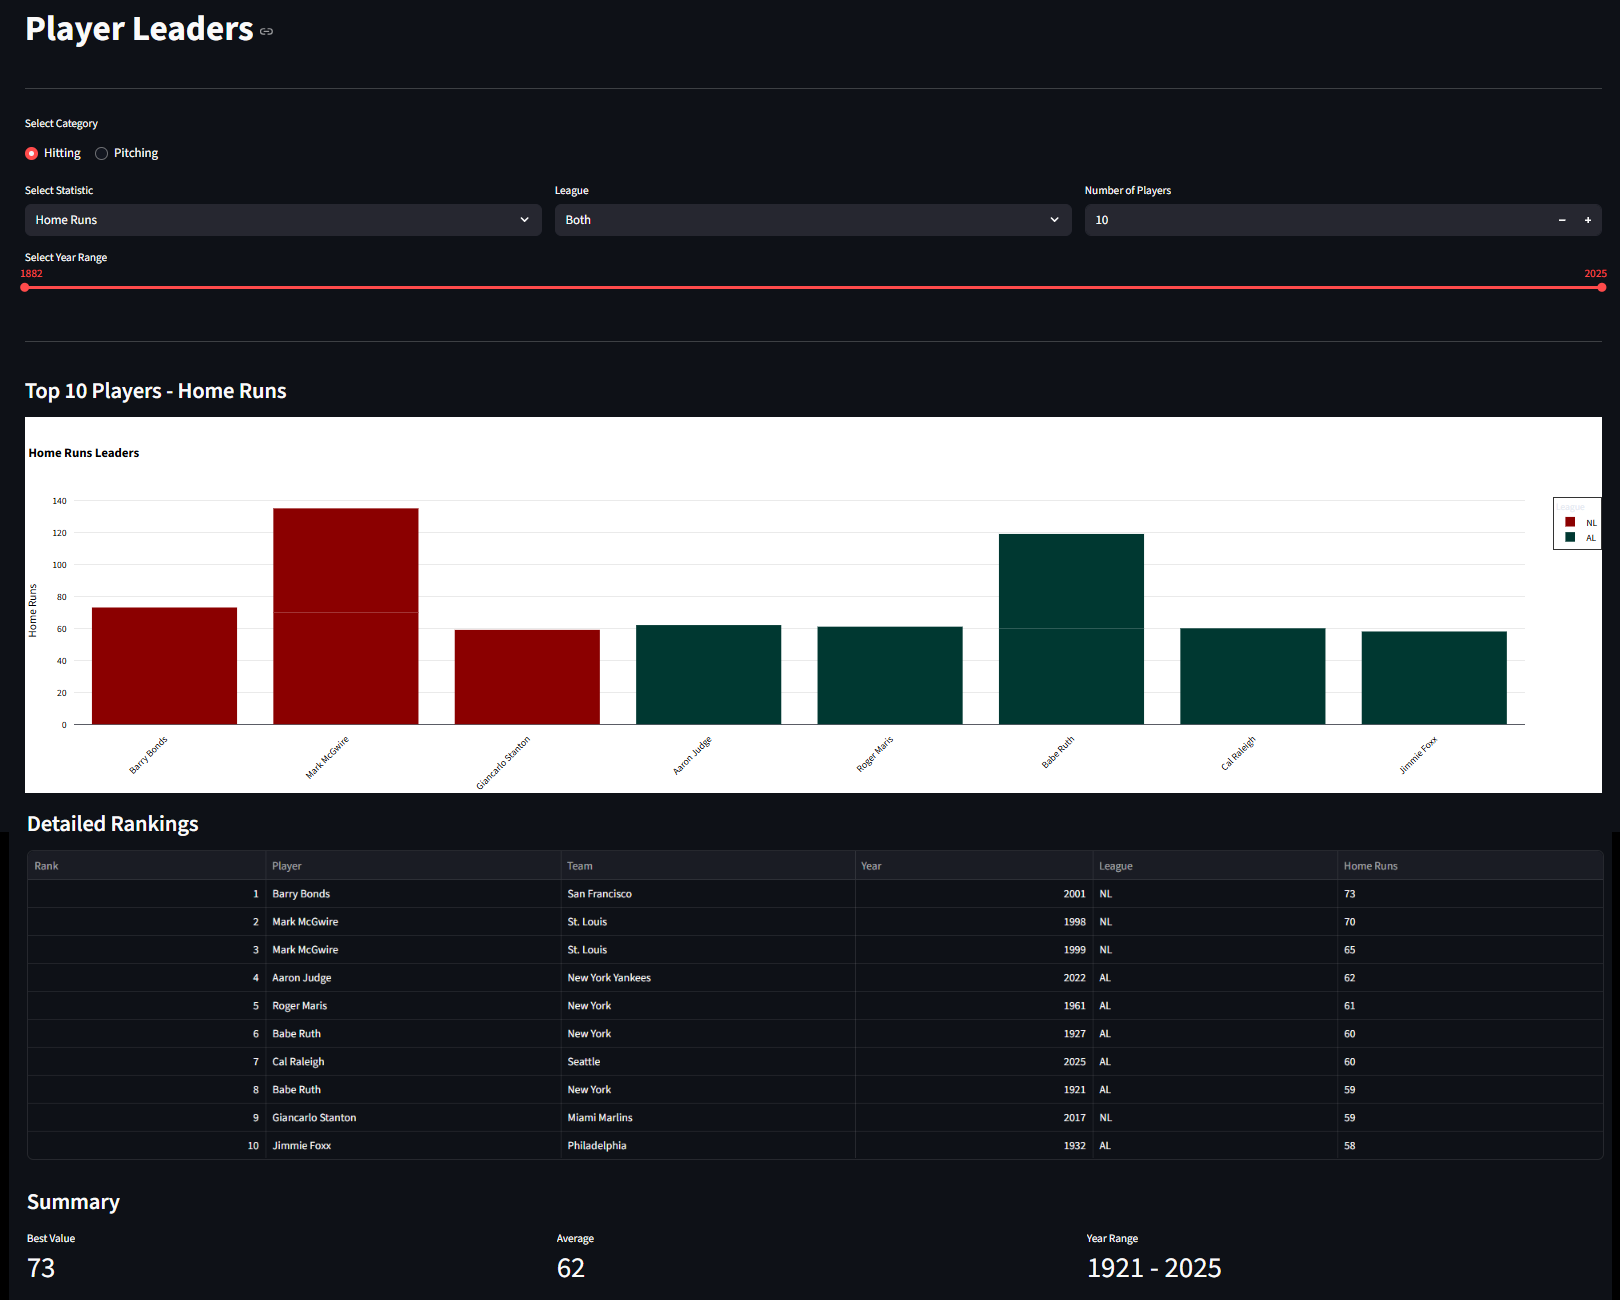 Player Leaders
Select Category
Hitting Pitching
Select Statistic League Number of Players
Home Runs Both 10 − +
Select Year Range
1882 2025
Top 10 Players - Home Runs
Home Runs Leaders
League
NL
AL
Home Runs
140
120
100
80
60
40
20
0
Barry Bonds Mark McGwire Giancarlo Stanton Aaron Judge Roger Maris Babe Ruth Cal Raleigh Jimmie Foxx
Detailed Rankings
Rank Player Team Year League Home Runs
1 Barry Bonds San Francisco 2001 NL 73
2 Mark McGwire St. Louis 1998 NL 70
3 Mark McGwire St. Louis 1999 NL 65
4 Aaron Judge New York Yankees 2022 AL 62
5 Roger Maris New York 1961 AL 61
6 Babe Ruth New York 1927 AL 60
7 Cal Raleigh Seattle 2025 AL 60
8 Babe Ruth New York 1921 AL 59
9 Giancarlo Stanton Miami Marlins 2017 NL 59
10 Jimmie Foxx Philadelphia 1932 AL 58
Summary
Best Value Average Year Range
73 62 1921 - 2025